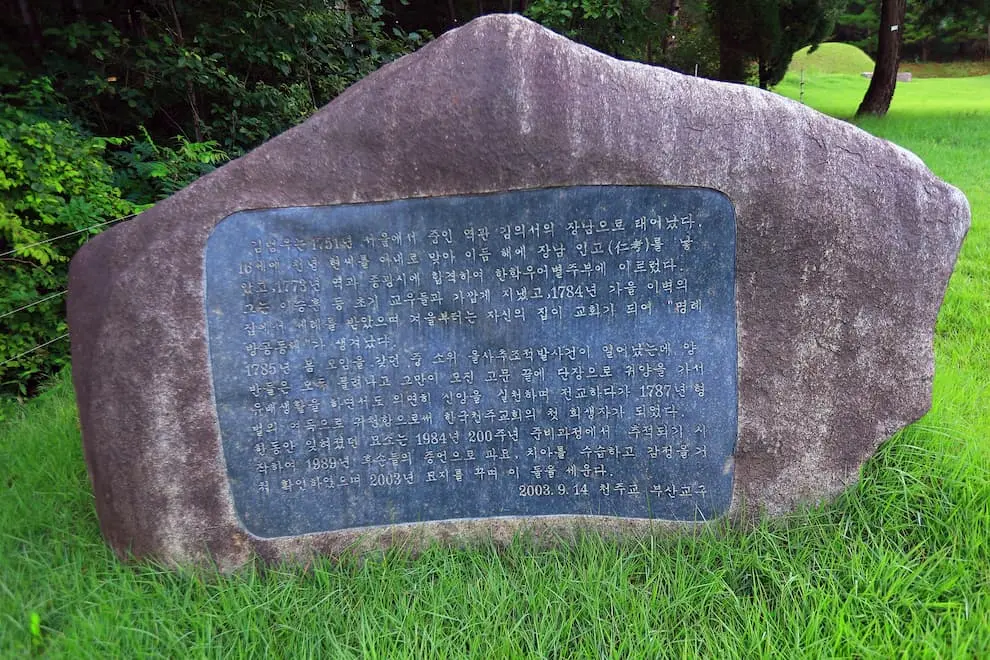 김범우는 1751년 서울에서 중인 역관 김의서의 장남으로 태어났다.
16세에 천녕 현씨를 아내로 맞아 이듬 해에 장남 인고(仁考)를 낳
았고, 1773년 역과 증광시에 합격하여 한학우어별주부에 이르렀다.
그는 이승훈 등 초기 교우들과 가깝게 지냈고, 1784년 가을 이벽의
집에서 세례를 받았으며 겨울부터는 자신의 집이 교회가 되어 "명례
방공동체"가 생겨났다.
1785년 봄 모임을 갖던 중 소위 을사추조적발사건이 일어났는데 양
반들은 모두 풀려나고 그만이 모진 고문 끝에 단장으로 귀양을 가서
유배생활을 하면서도 의연히 신앙을 실천하며 전교하다가 1787년 형
벌의 여독으로 귀천함으로써 한국천주교회의 첫 희생자가 되었다.
한동안 잊혀졌던 묘소는 1984년 200주년 준비과정에서 추적되기 시
작하여 1989년 후손들의 증언으로 파묘, 치아를 수습하고 감정을 거
쳐 확인하였으며 2003년 묘지를 꾸며 이 돌을 세운다.
2003. 9. 14 천주교 부산교구